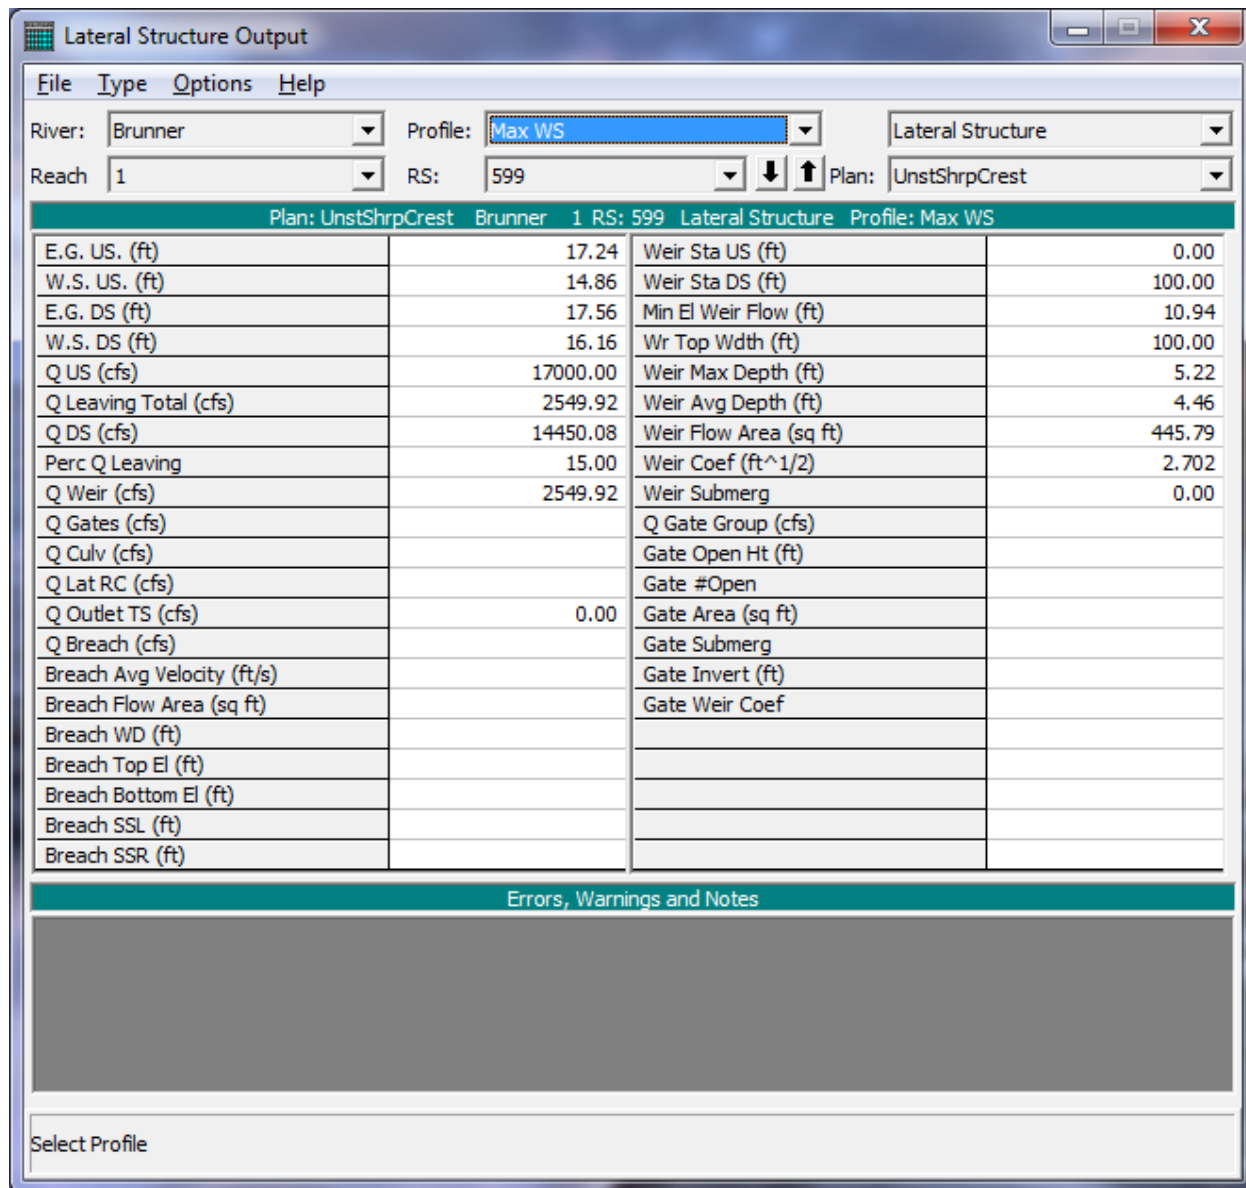 Lateral Structure Output
File Type Options Help
River: Brunner Profile: Max WS Lateral Structure
Reach 1 RS: 599 Plan: UnstShrpCrest
Plan: UnstShrpCrest Brunner 1 RS: 599 Lateral Structure Profile: Max WS
E.G. US. (ft) 17.24 Weir Sta US (ft) 0.00
W.S. US. (ft) 14.86 Weir Sta DS (ft) 100.00
E.G. DS (ft) 17.56 Min El Weir Flow (ft) 10.94
W.S. DS (ft) 16.16 Wr Top Wdth (ft) 100.00
Q US (cfs) 17000.00 Weir Max Depth (ft) 5.22
Q Leaving Total (cfs) 2549.92 Weir Avg Depth (ft) 4.46
Q DS (cfs) 14450.08 Weir Flow Area (sq ft) 445.79
Perc Q Leaving 15.00 Weir Coef (ft^1/2) 2.702
Q Weir (cfs) 2549.92 Weir Submerg 0.00
Q Gates (cfs) Q Gate Group (cfs)
Q Culv (cfs) Gate Open Ht (ft)
Q Lat RC (cfs) Gate #Open
Q Outlet TS (cfs) 0.00 Gate Area (sq ft)
Q Breach (cfs) Gate Submerg
Breach Avg Velocity (ft/s) Gate Invert (ft)
Breach Flow Area (sq ft) Gate Weir Coef
Breach WD (ft)
Breach Top El (ft)
Breach Bottom El (ft)
Breach SSL (ft)
Breach SSR (ft)
Errors, Warnings and Notes
Select Profile